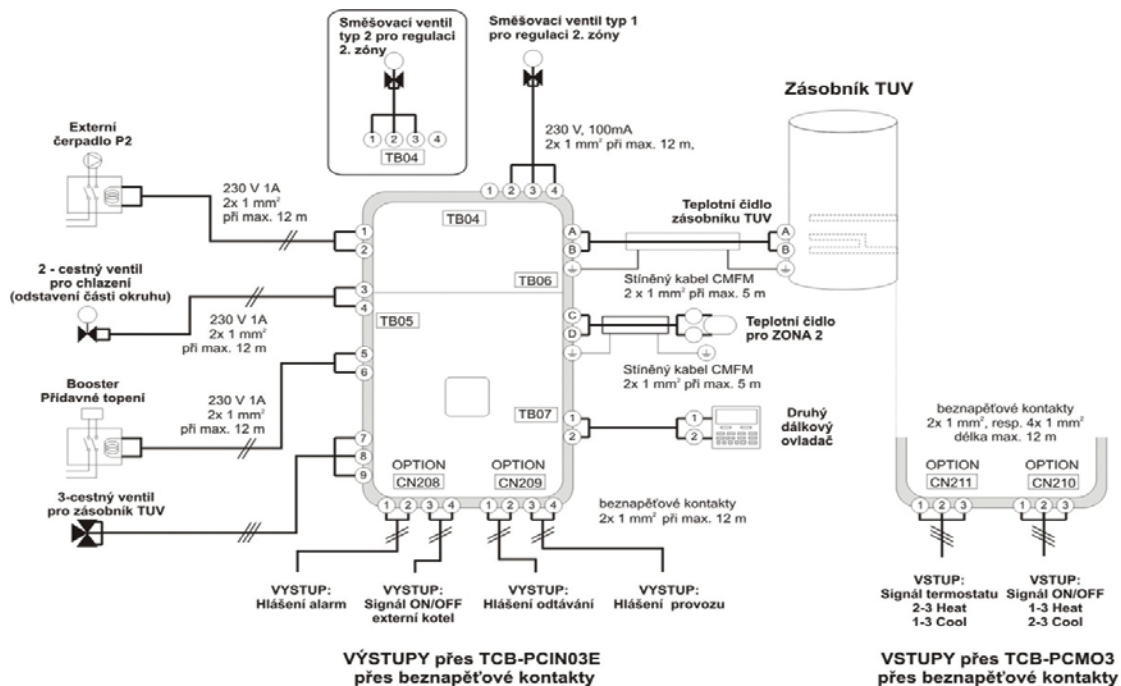 Směšovací ventil
typ 2 pro regulaci
2. zóny
1 2 3 4
TB04
Směšovací ventil typ 1
pro regulaci 2. zóny
230 V, 100mA
2x 1 mm² při max. 12 m,
Zásobník TUV
Externí
čerpadlo P2
230 V 1A
2x 1 mm²
při max. 12 m
1 2 3 4
TB04
1
2
Teplotní čidlo
zásobníku TUV
A
B
A
B
TB06
Stíněný kabel CMFM
2 x 1 mm² při max. 5 m
2 - cestný ventil
pro chlazení
(odstavení části okruhu)
230 V 1A
2x 1 mm²
při max. 12 m
3
4
TB05
C
D
Teplotní čidlo
pro ZONA 2
Stíněný kabel CMFM
2x 1 mm² při max. 5 m
Booster
Přídavné topení
230 V 1A
2x 1 mm²
při max. 12 m
5
6
TB07
1
2
1
2
Druhý
dálkový
ovladač
3-cestný ventil
pro zásobník TUV
7
8
9
OPTION
CN208
OPTION
CN209
1 2 3 4
1 2 3 4
beznapěťové kontakty
2x 1 mm² při max. 12 m
VYSTUP:
Hlášení alarm
VYSTUP:
Signál ON/OFF
externí kotel
VYSTUP:
Hlášení odtávání
VYSTUP:
Hlášení provozu
VÝSTUPY přes TCB-PCIN03E
přes beznapěťové kontakty
beznapěťové kontakty
2x 1 mm², resp. 4x 1 mm²
délka max. 12 m
OPTION
CN211
OPTION
CN210
1 2 3
1 2 3
VSTUP:
Signál termostatu
2-3 Heat
1-3 Cool
VSTUP:
Signál ON/OFF
1-3 Heat
2-3 Cool
VSTUPY přes TCB-PCMO3
přes beznapěťové kontakty